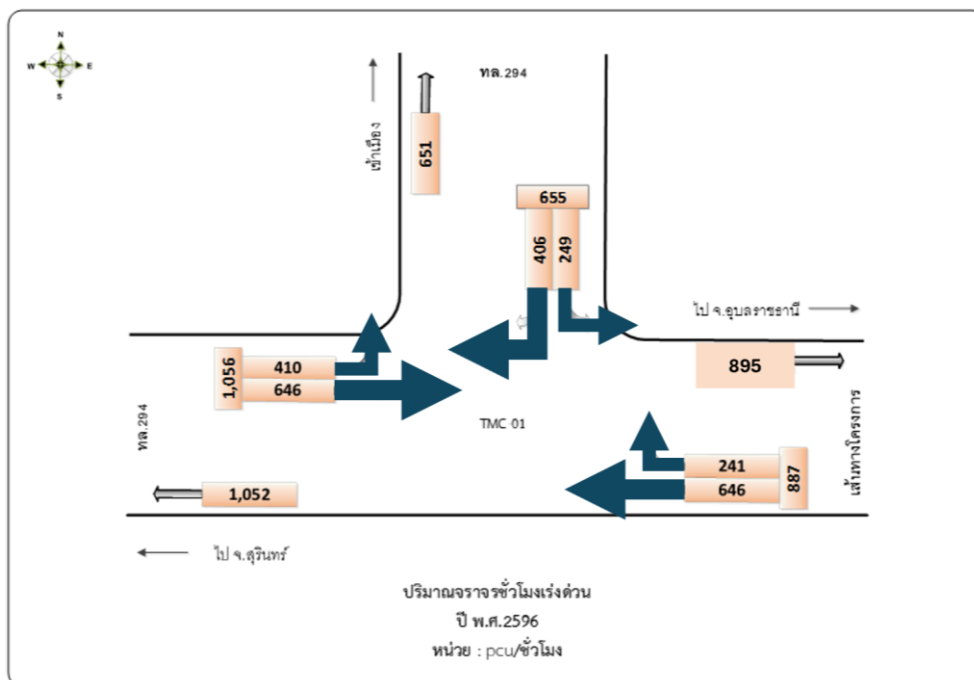 N
W E
S
ทล.294
เข้าเมือง
651
655
406
249
ไป จ.อุบลราชธานี
1,056
410
646
895
ทล.294
TMC 01
เส้นทางโครงการ
241
646
887
1,052
ไป จ.สุรินทร์
ปริมาณจราจรชั่วโมงเร่งด่วน
ปี พ.ศ.2596
หน่วย : pcu/ชั่วโมง